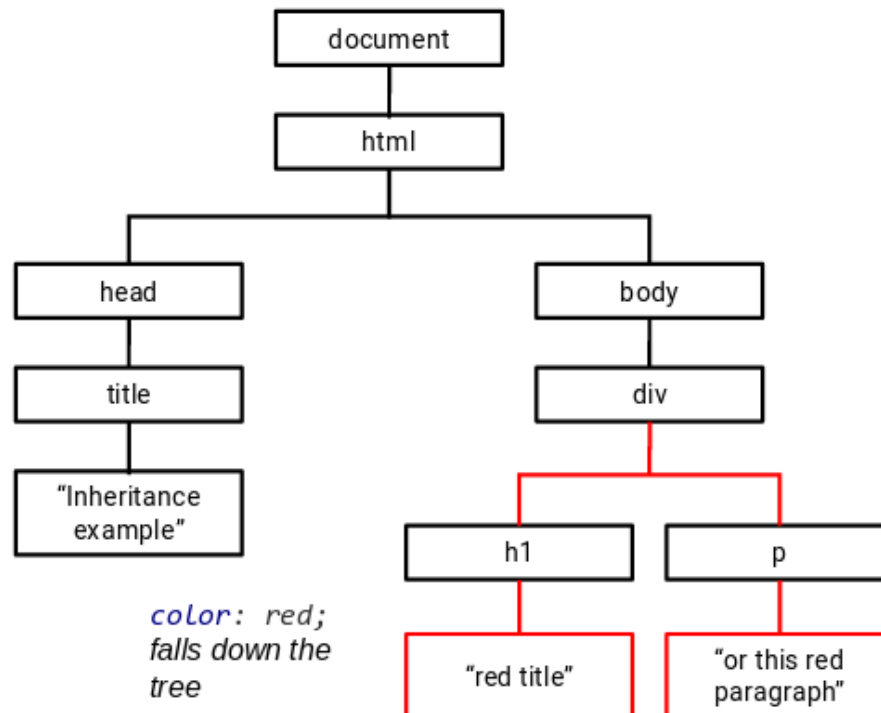 document
html
head
body
title
div
“Inheritance
example”
h1
p
color: red;
falls down the
tree
“red title”
“or this red
paragraph”